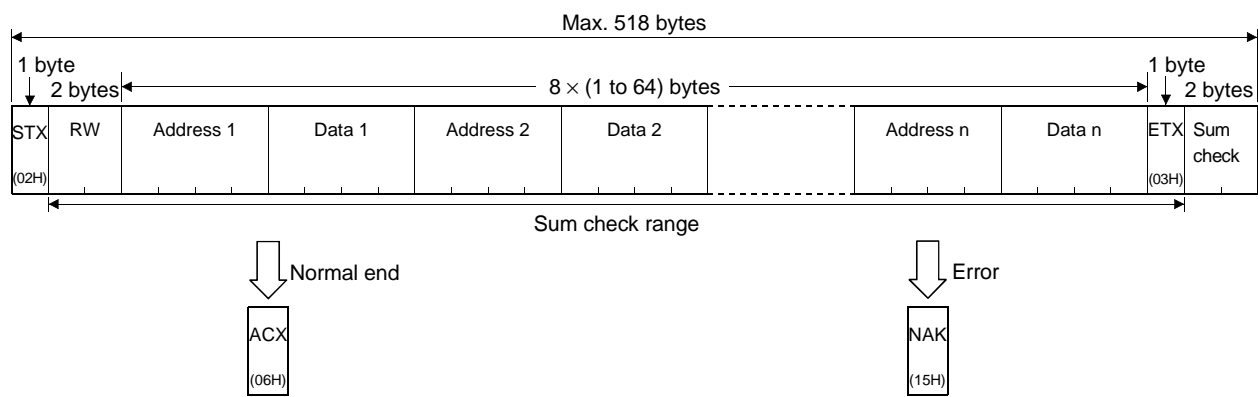 Max. 518 bytes
1 byte
2 bytes
8 × (1 to 64) bytes
1 byte
2 bytes
STX
(02H)
RW
Address 1
Data 1
Address 2
Data 2
Address n
Data n
ETX
(03H)
Sum
check
Sum check range
Normal end
Error
ACX
(06H)
NAK
(15H)